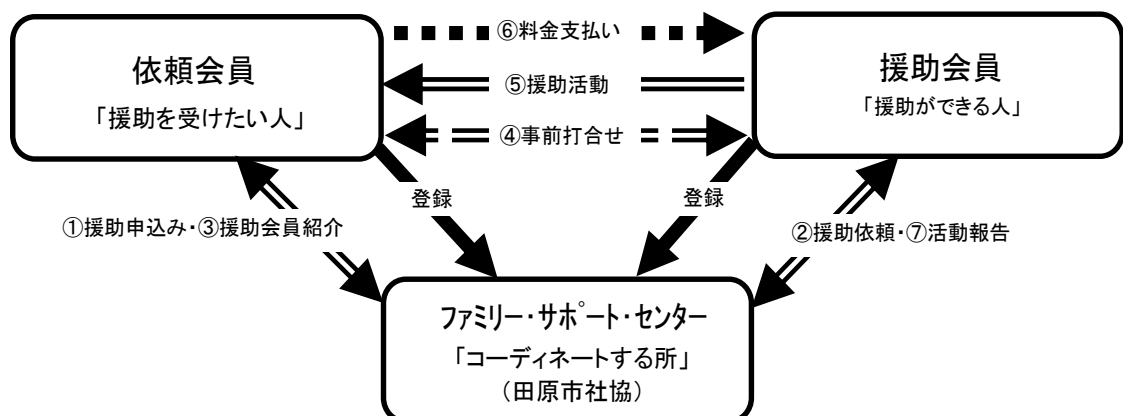 ⑥料金支払い
依頼会員
「援助を受けたい人」
援助会員
「援助ができる人」
⑤援助活動
④事前打合せ
登録
登録
①援助申込み・③援助会員紹介
②援助依頼・⑦活動報告
ファミリー・サポート・センター
「コーディネートする所」
（田原市社協）